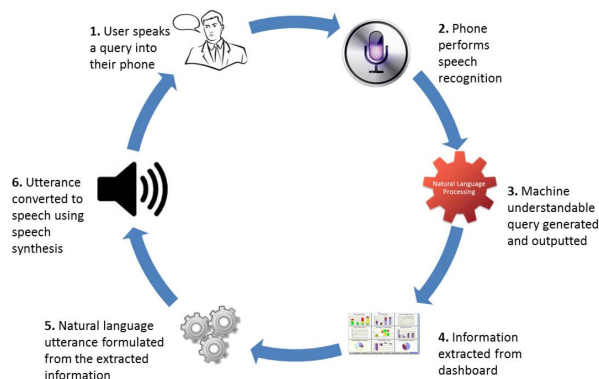 1. User speaks
a query into
their phone
2. Phone
performs
speech
recognition
Natural Language
Processing
3. Machine
understandable
query generated
and outputted
4. Information
extracted from
dashboard
5. Natural language
utterance formulated
from the extracted
information
6. Utterance
converted to
speech using
speech
synthesis